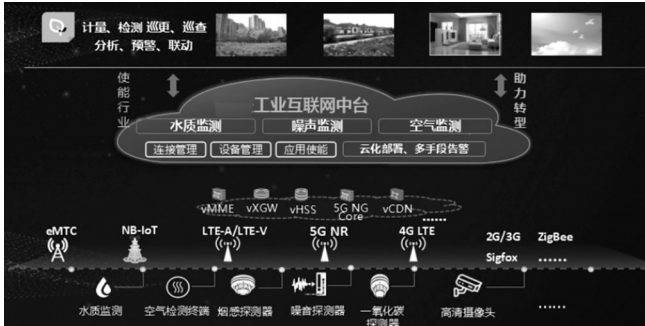 计量、检测 巡更、巡查
分析、预警、联动
使能行业
助力转型
工业互联网中台
水质监测 噪声监测 空气监测
连接管理 设备管理 应用使能 云化部署、多手段告警
vMME vXGW vHSS 5G NG Core vCDN ......
eMTC NB-IoT LTE-A/LTE-V 5G NR 4G LTE 2G/3G ZigBee
Sigfox ......
水质监测 空气检测终端 烟感探测器 噪音探测器 一氧化碳探测器 高清摄像头 ......